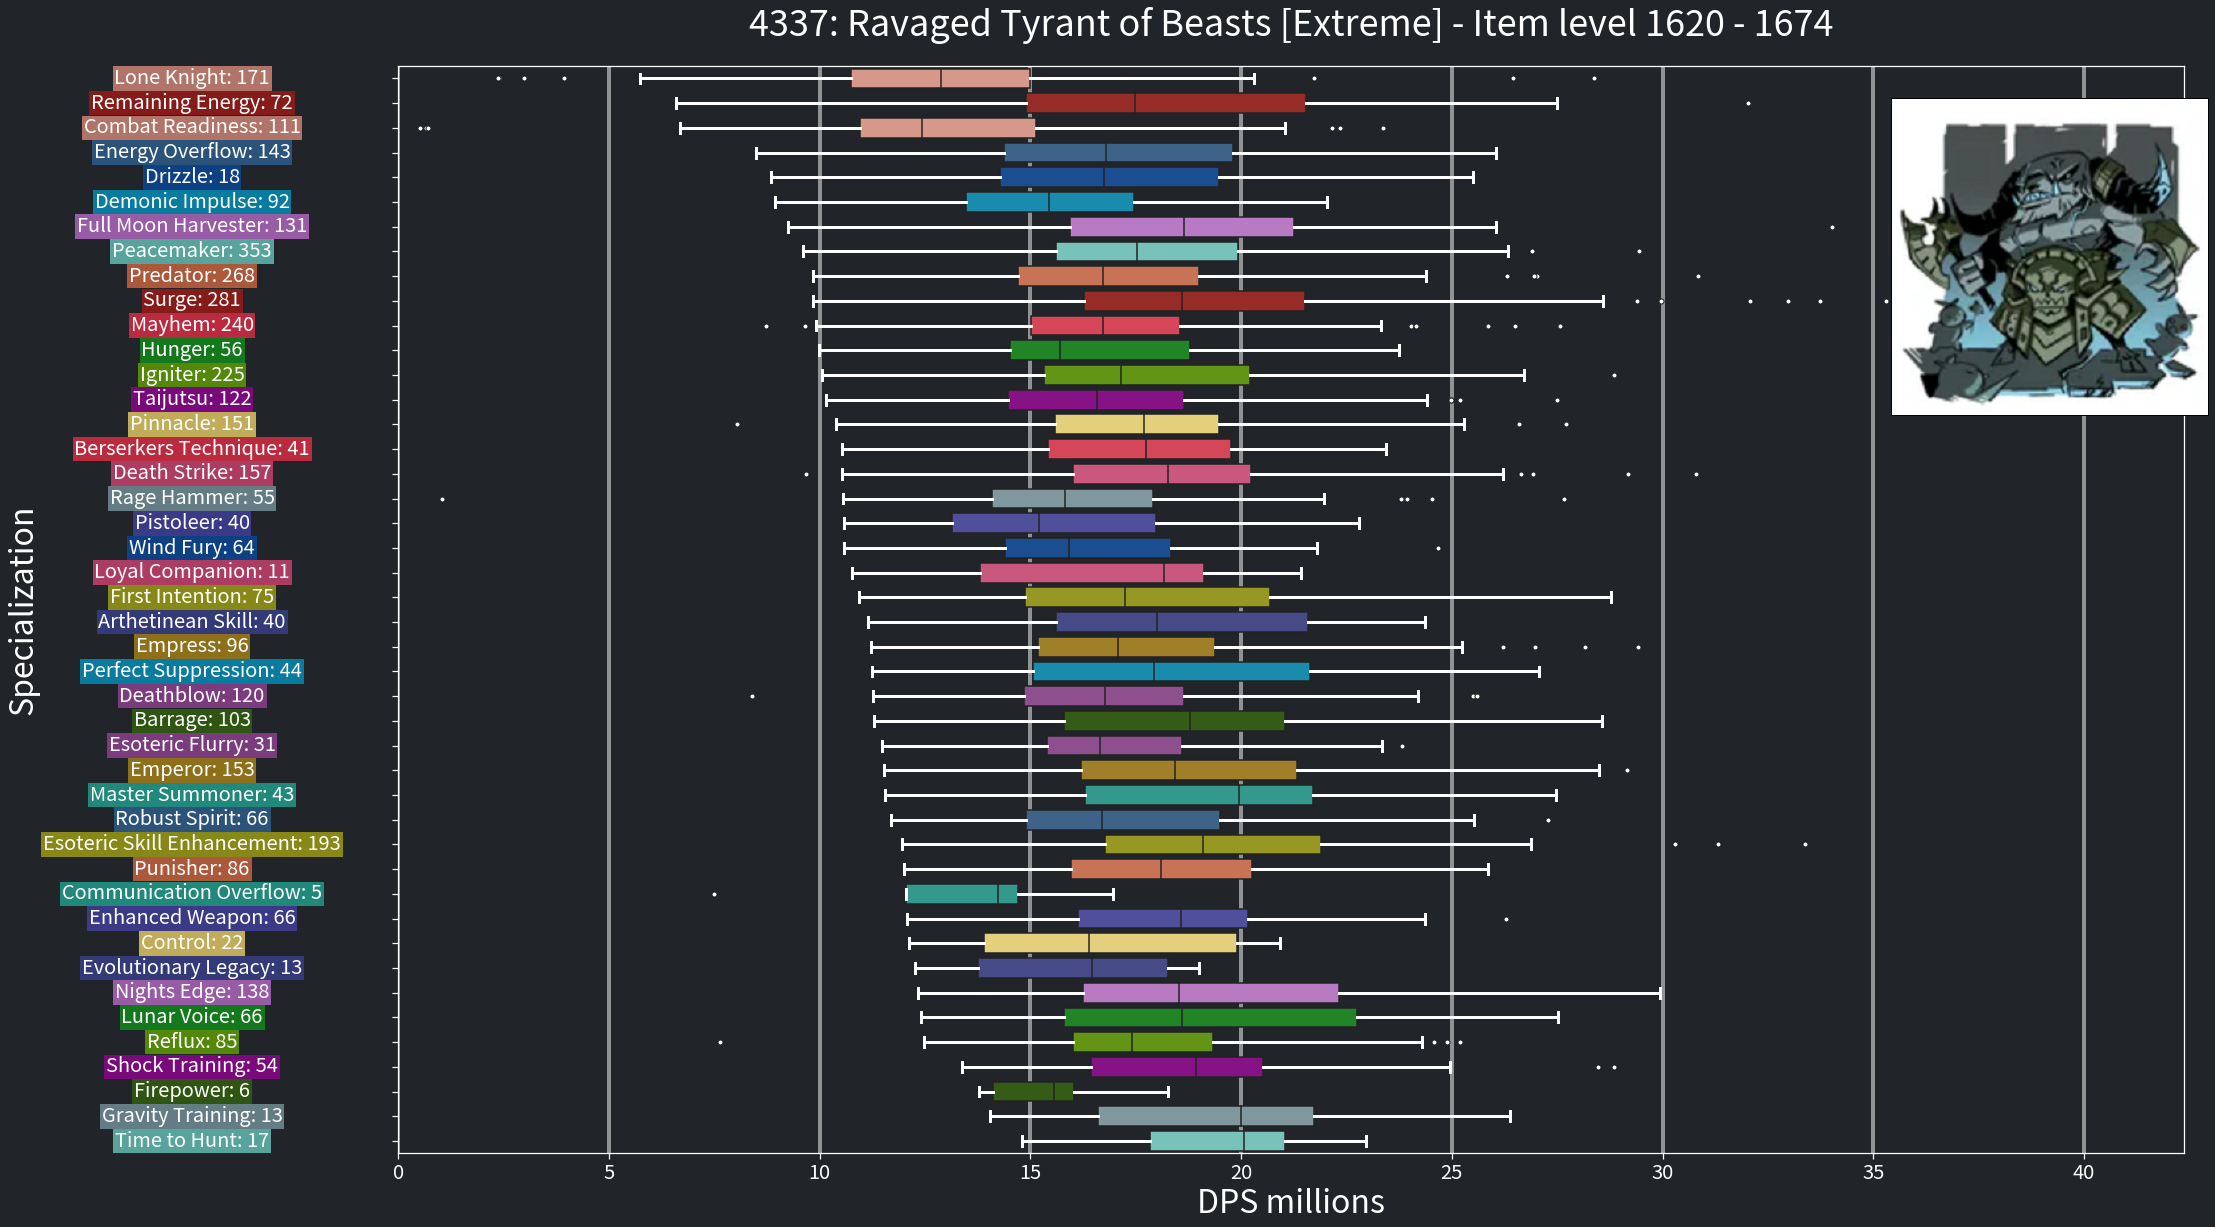 4337: Ravaged Tyrant of Beasts [Extreme] - Item level 1620 - 1674
Specialization
Lone Knight: 171
Remaining Energy: 72
Combat Readiness: 111
Energy Overflow: 143
Drizzle: 18
Demonic Impulse: 92
Full Moon Harvester: 131
Peacemaker: 353
Predator: 268
Surge: 281
Mayhem: 240
Hunger: 56
Igniter: 225
Taijutsu: 122
Pinnacle: 151
Berserkers Technique: 41
Death Strike: 157
Rage Hammer: 55
Pistoleer: 40
Wind Fury: 64
Loyal Companion: 11
First Intention: 75
Arthetinean Skill: 40
Empress: 96
Perfect Suppression: 44
Deathblow: 120
Barrage: 103
Esoteric Flurry: 31
Emperor: 153
Master Summoner: 43
Robust Spirit: 66
Esoteric Skill Enhancement: 193
Punisher: 86
Communication Overflow: 5
Enhanced Weapon: 66
Control: 22
Evolutionary Legacy: 13
Nights Edge: 138
Lunar Voice: 66
Reflux: 85
Shock Training: 54
Firepower: 6
Gravity Training: 13
Time to Hunt: 17
0 5 10 15 20 25 30 35 40
DPS millions